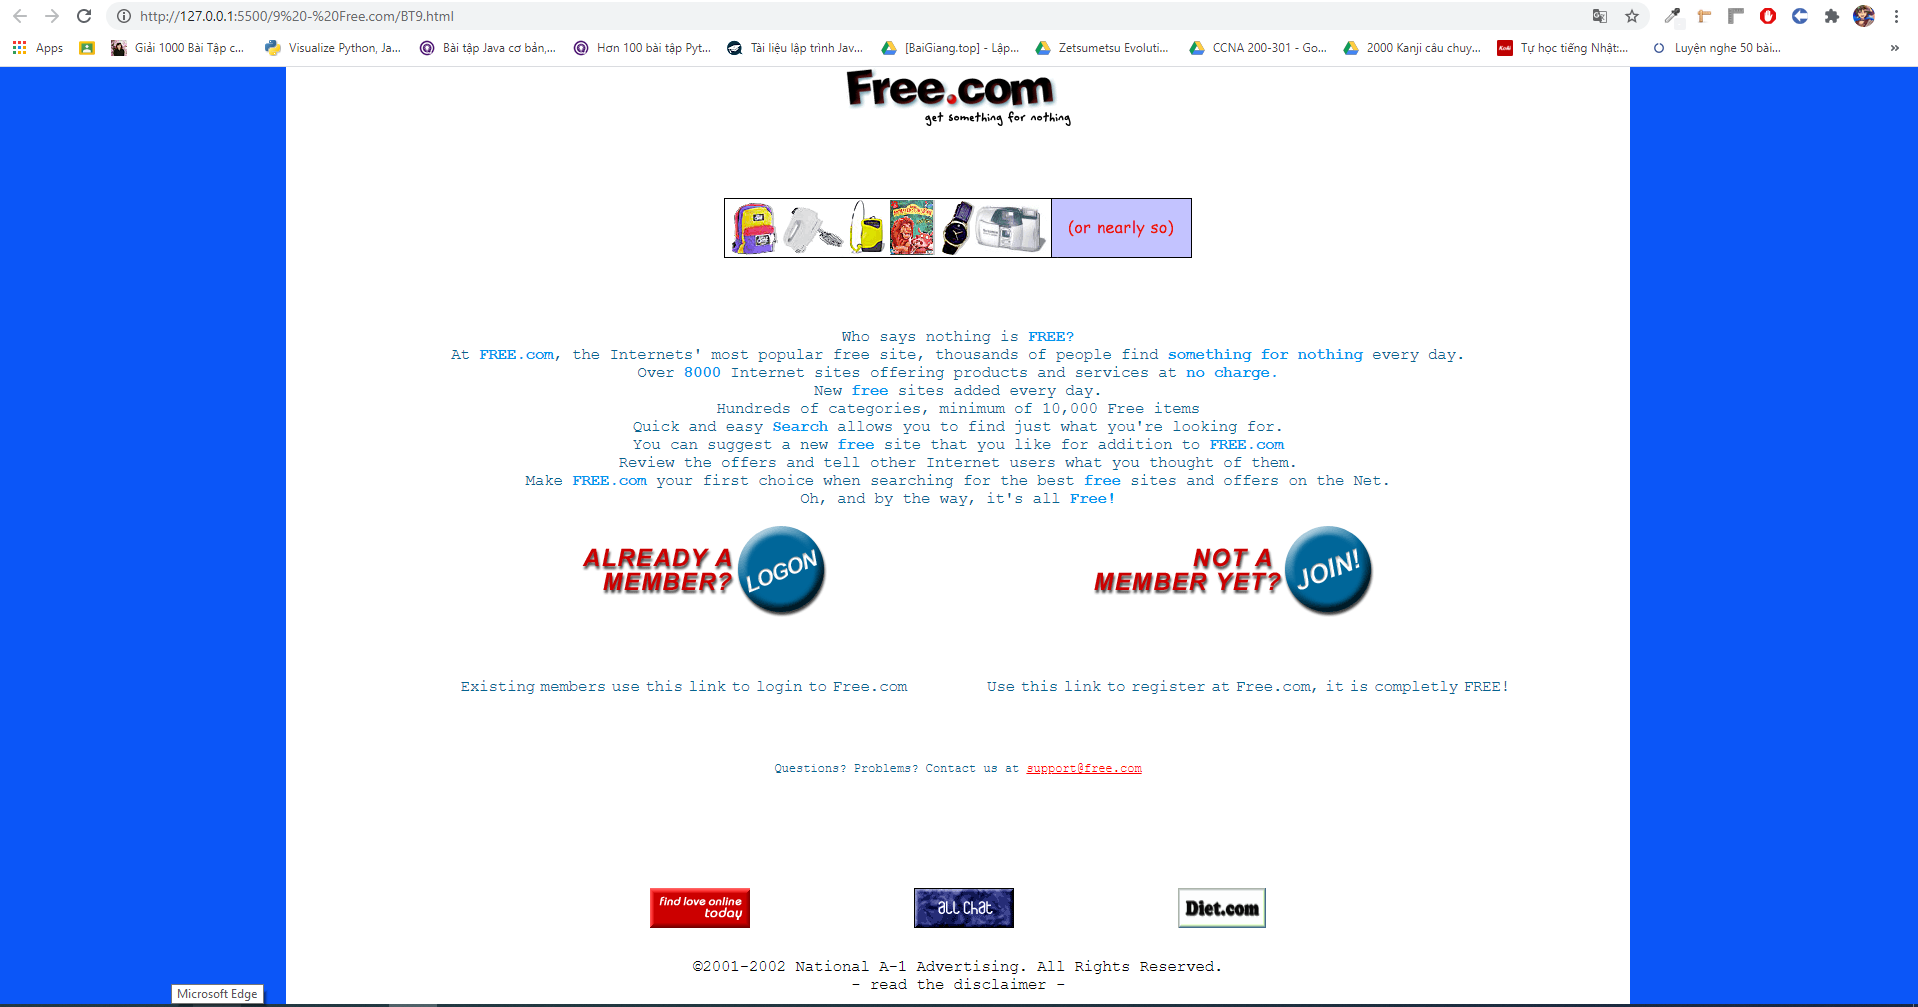 http://127.0.0.1:5500/9%20-%20Free.com/BT9.html
Apps
Giải 1000 Bài Tập c...
Visualize Python, Ja...
Bài tập Java cơ bản,...
Hơn 100 bài tập Pyt...
Tài liệu lập trình Jav...
[BaiGiang.top] - Lập...
Zetsumetsu Evoluti...
CCNA 200-301 - Go...
2000 Kanji câu chuy...
Tự học tiếng Nhật:...
Luyện nghe 50 bài...
»
Free.com
get something for nothing
(or nearly so)
Who says nothing is FREE?
At FREE.com, the Internets' most popular free site, thousands of people find something for nothing every day.
Over 8000 Internet sites offering products and services at no charge.
New free sites added every day.
Hundreds of categories, minimum of 10,000 Free items
Quick and easy Search allows you to find just what you're looking for.
You can suggest a new free site that you like for addition to FREE.com
Review the offers and tell other Internet users what you thought of them.
Make FREE.com your first choice when searching for the best free sites and offers on the Net.
Oh, and by the way, it's all Free!
ALREADY A
MEMBER?
LOGON
NOT A
MEMBER YET?
JOIN!
Existing members use this link to login to Free.com
Use this link to register at Free.com, it is completly FREE!
Questions? Problems? Contact us at support@free.com
find love online
today
all chat
Diet.com
©2001-2002 National A-1 Advertising. All Rights Reserved.
- read the disclaimer -
Microsoft Edge